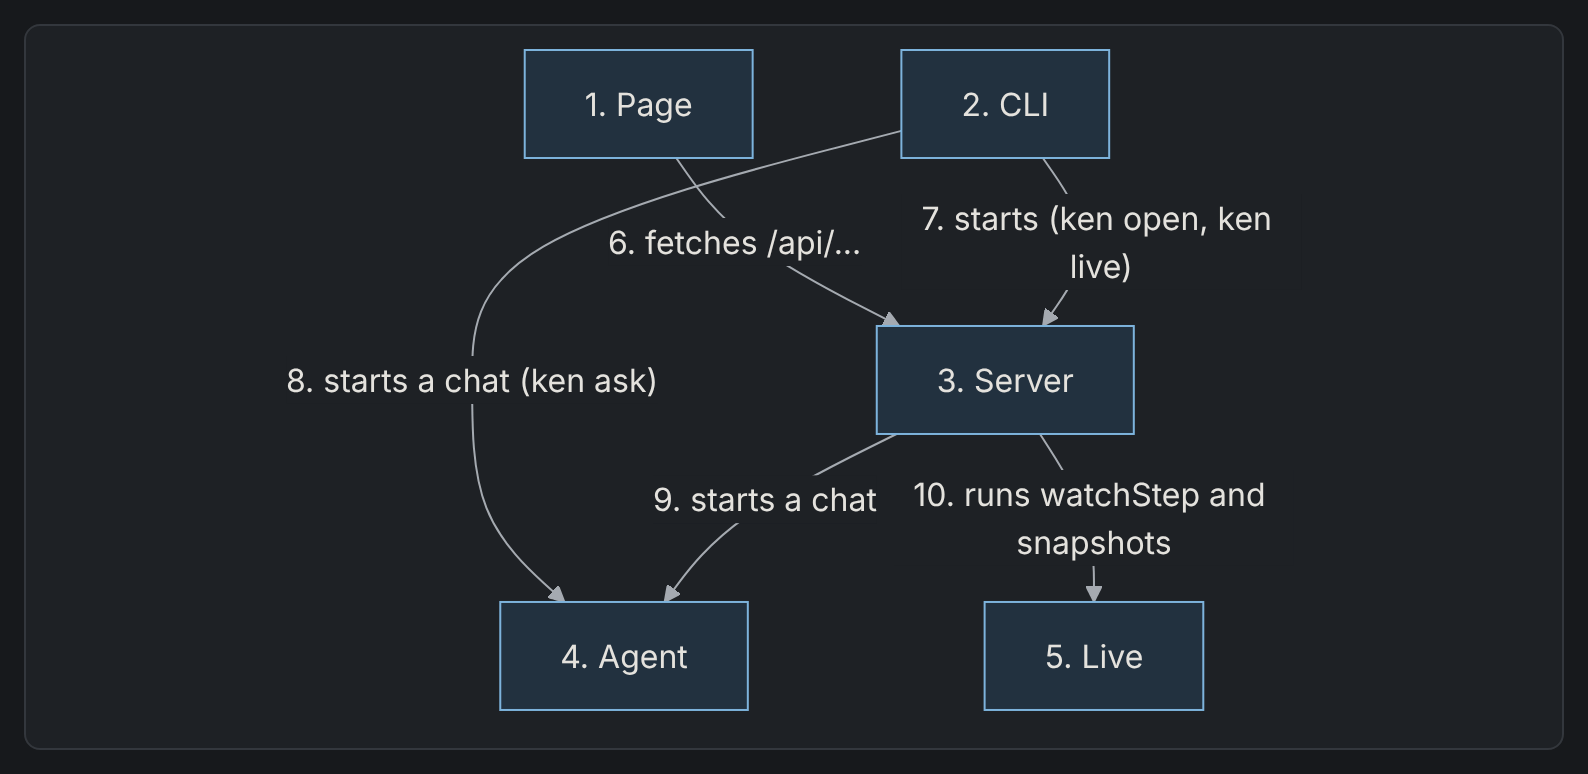 1. Page
2. CLI
7. starts (ken open, ken
live)
6. fetches /api/...
8. starts a chat (ken ask)
3. Server
9. starts a chat
10. runs watchStep and
snapshots
4. Agent
5. Live